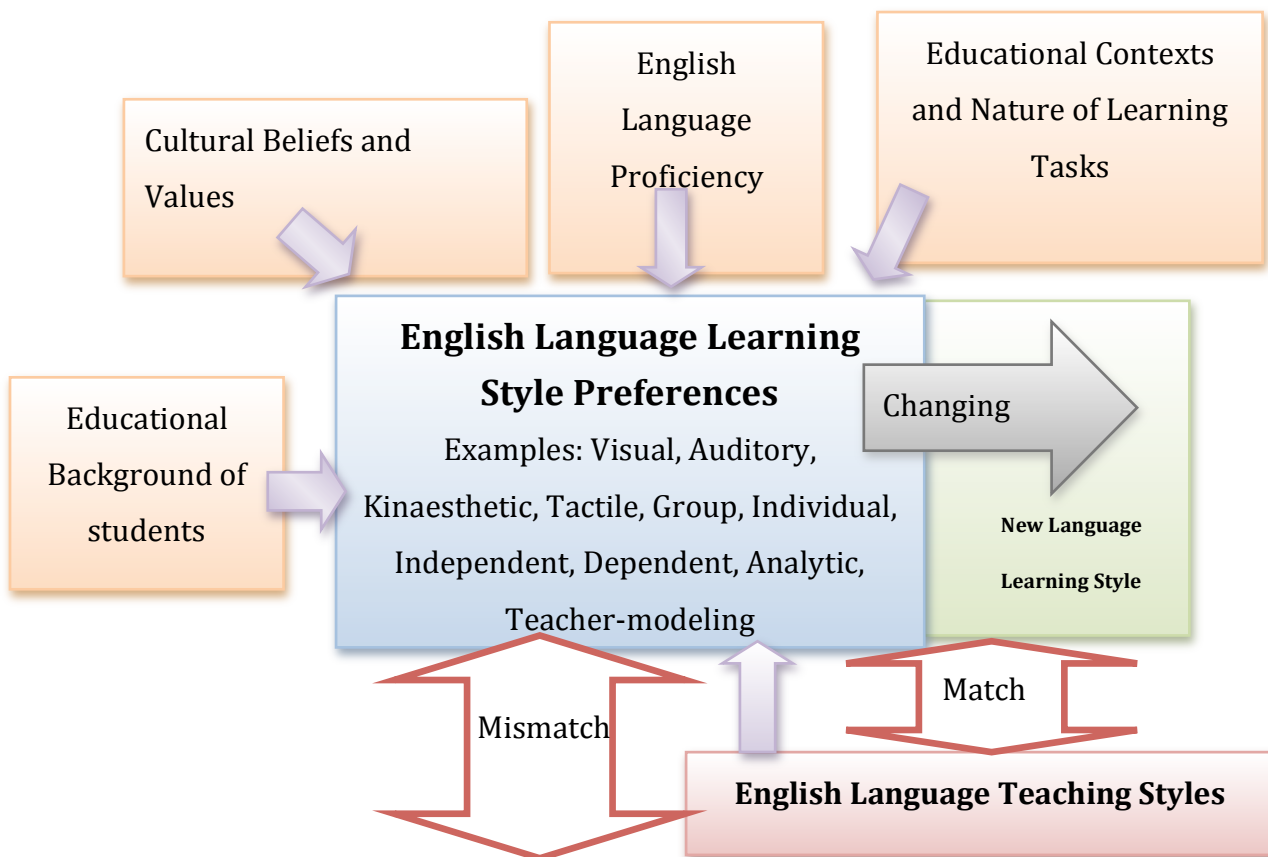 Cultural Beliefs and
Values
English
Language
Proficiency
Educational Contexts
and Nature of Learning
Tasks
Educational
Background of
students
English Language Learning
Style Preferences
Examples: Visual, Auditory,
Kinaesthetic, Tactile, Group, Individual,
Independent, Dependent, Analytic,
Teacher-modeling
Changing
New Language
Learning Style
Mismatch
Match
English Language Teaching Styles